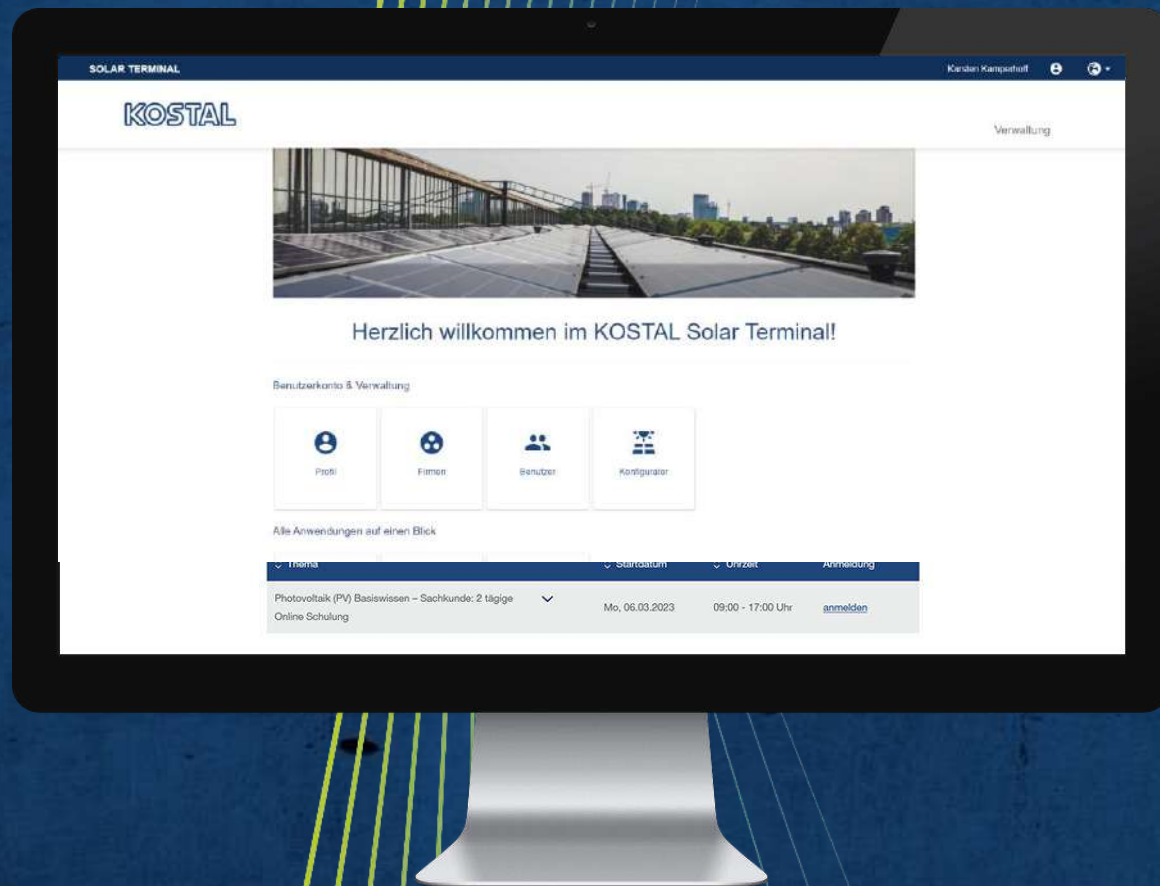 SOLAR TERMINAL
Karsten Kamperhoff
KOSTAL
Verwaltung
Herzlich willkommen im KOSTAL Solar Terminal!
Benutzerkonto & Verwaltung
Profil Firmen Benutzer Konfigurator
Alle Anwendungen auf einen Blick
Thema Startdatum Uhrzeit Anmeldung
Photovoltaik (PV) Basiswissen – Sachkunde: 2 tägige
Online Schulung
Mo, 06.03.2023 09:00 - 17:00 Uhr anmelden